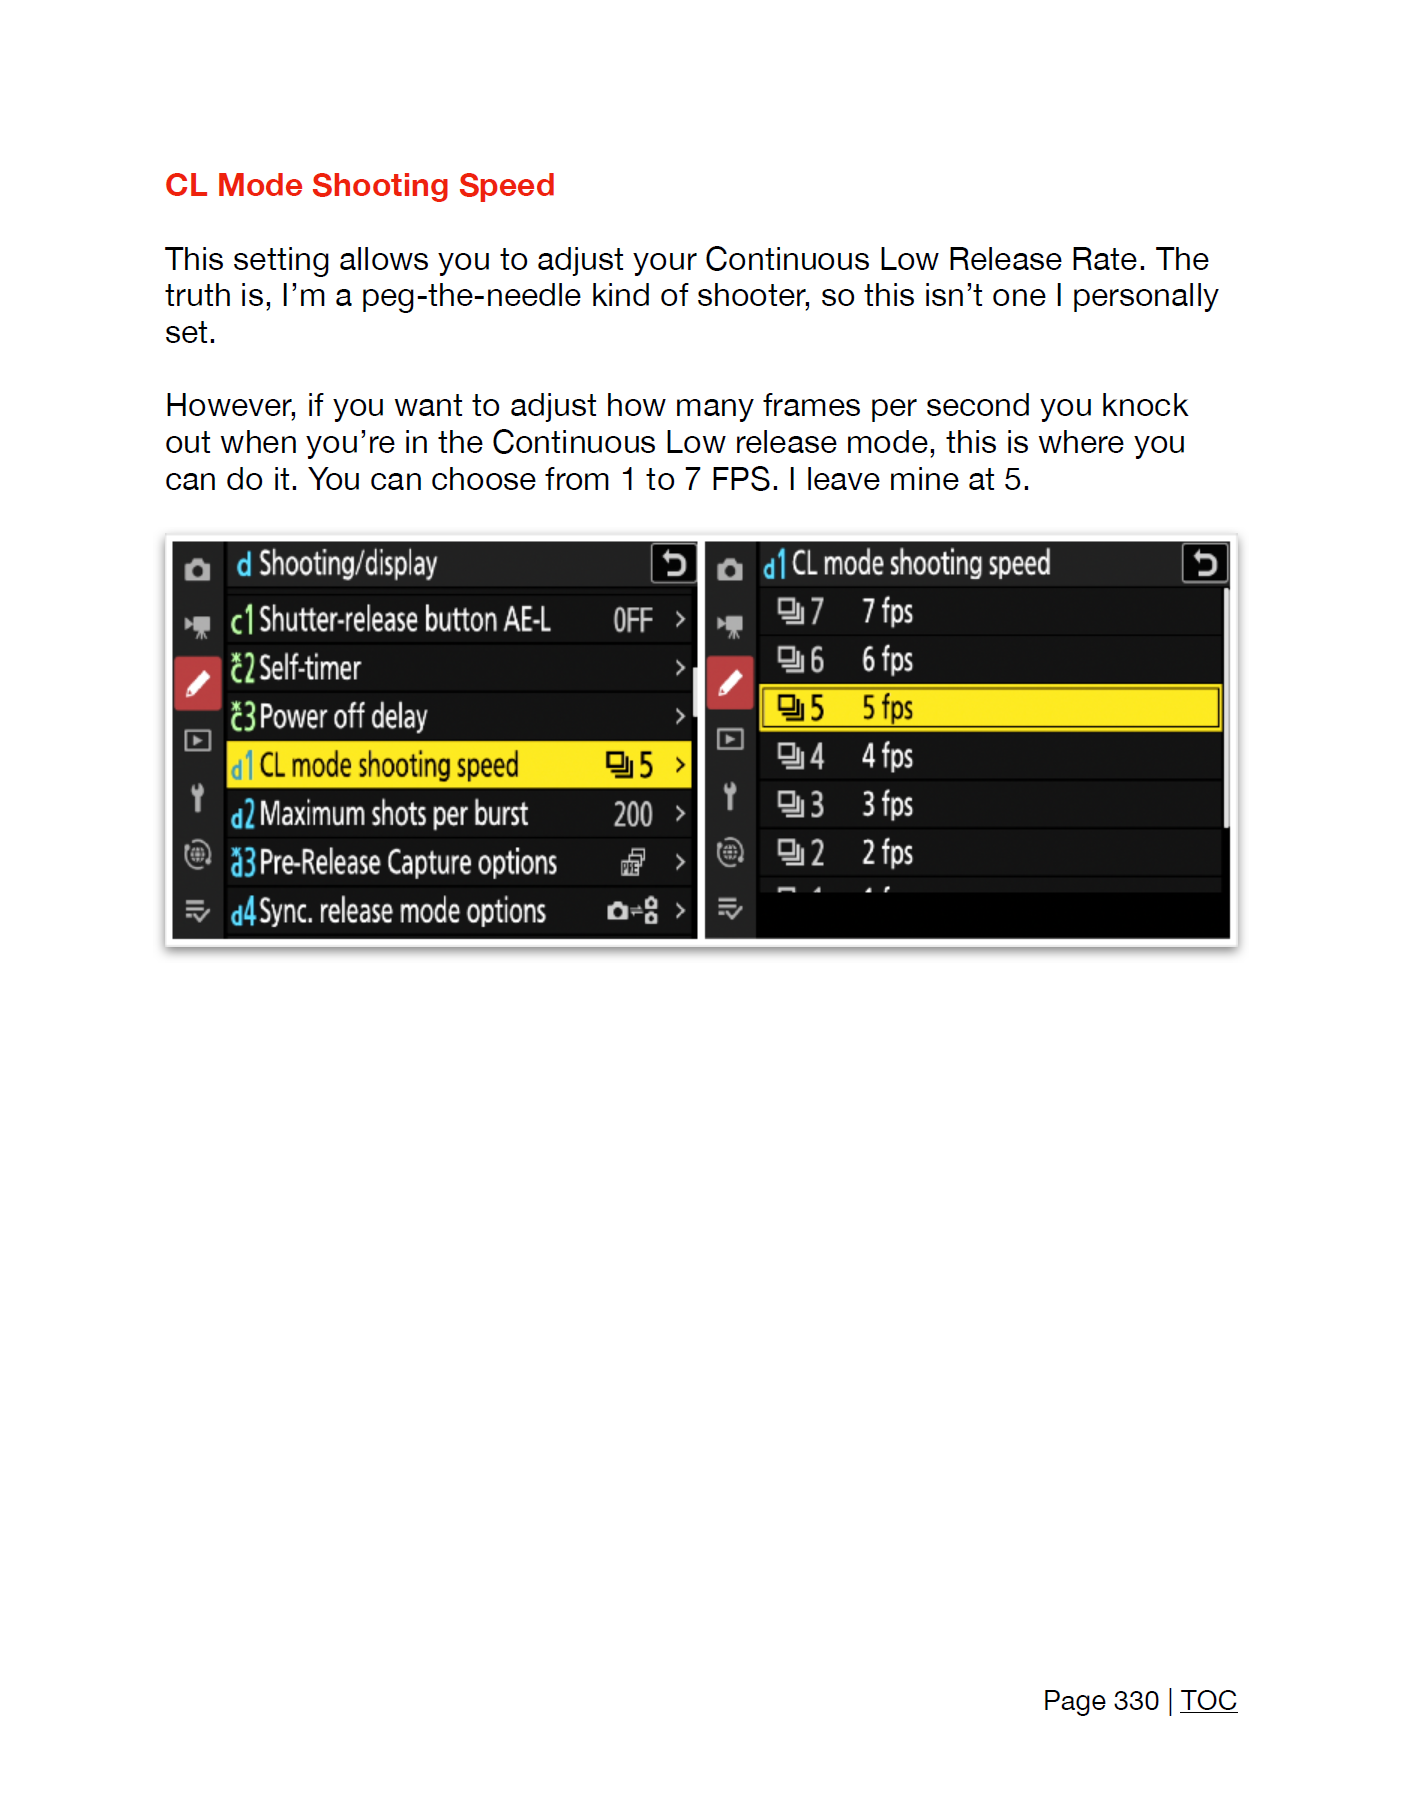 CL Mode Shooting Speed
This setting allows you to adjust your Continuous Low Release Rate. The
truth is, I’m a peg-the-needle kind of shooter, so this isn’t one I personally
set.
However, if you want to adjust how many frames per second you knock
out when you’re in the Continuous Low release mode, this is where you
can do it. You can choose from 1 to 7 FPS. I leave mine at 5.
d Shooting/display
c1 Shutter-release button AE-L OFF >
*c2 Self-timer >
*c3 Power off delay >
d1 CL mode shooting speed 5 >
d2 Maximum shots per burst 200 >
*d3 Pre-Release Capture options PRE >
d4 Sync. release mode options >
d1 CL mode shooting speed
7 7 fps
6 6 fps
5 5 fps
4 4 fps
3 3 fps
2 2 fps
Page 330 | TOC